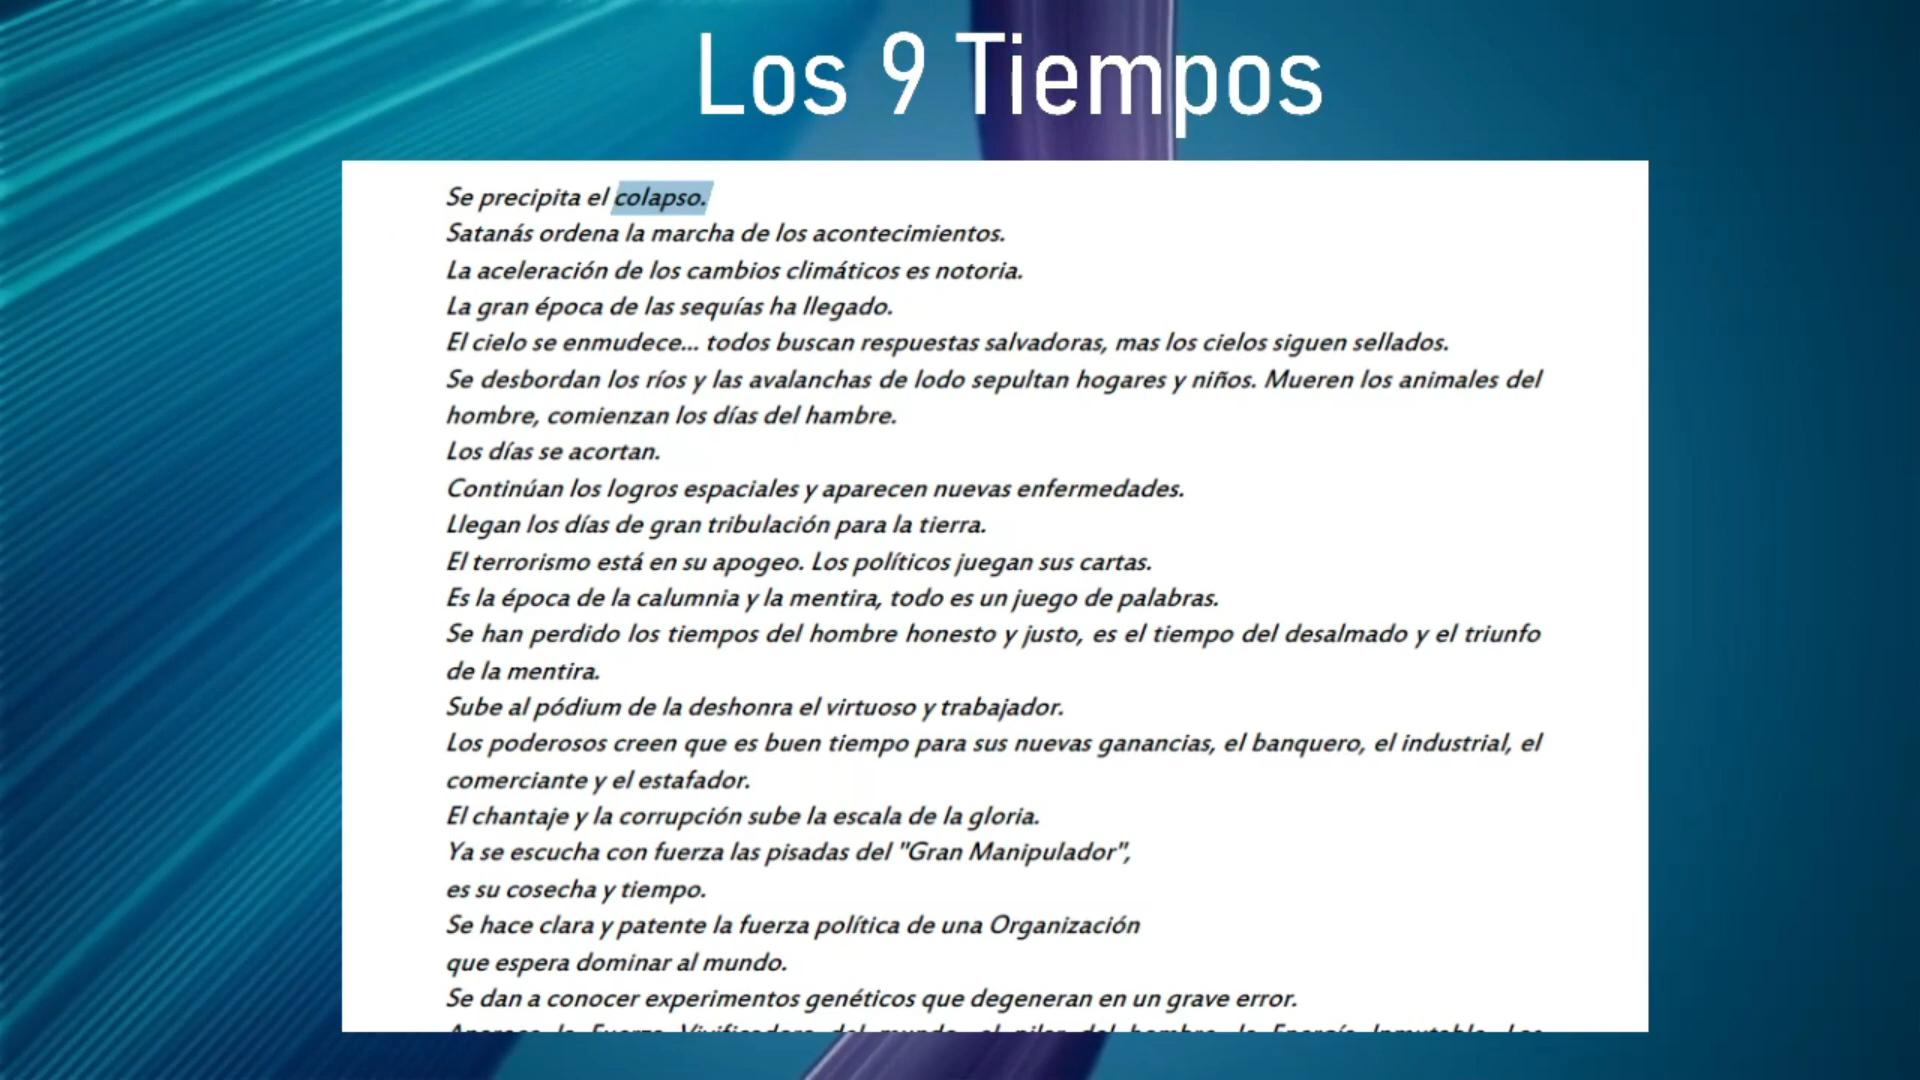 Los 9 Tiempos
Se precipita el colapso.
Satanás ordena la marcha de los acontecimientos.
La aceleración de los cambios climáticos es notoria.
La gran época de las sequías ha llegado.
El cielo se enmudece... todos buscan respuestas salvadoras, mas los cielos siguen sellados.
Se desbordan los ríos y las avalanchas de lodo sepultan hogares y niños. Mueren los animales del
hombre, comienzan los días del hambre.
Los días se acortan.
Continúan los logros espaciales y aparecen nuevas enfermedades.
Llegan los días de gran tribulación para la tierra.
El terrorismo está en su apogeo. Los políticos juegan sus cartas.
Es la época de la calumnia y la mentira, todo es un juego de palabras.
Se han perdido los tiempos del hombre honesto y justo, es el tiempo del desalmado y el triunfo
de la mentira.
Sube al pódium de la deshonra el virtuoso y trabajador.
Los poderosos creen que es buen tiempo para sus nuevas ganancias, el banquero, el industrial, el
comerciante y el estafador.
El chantaje y la corrupción sube la escala de la gloria.
Ya se escucha con fuerza las pisadas del "Gran Manipulador",
es su cosecha y tiempo.
Se hace clara y patente la fuerza política de una Organización
que espera dominar al mundo.
Se dan a conocer experimentos genéticos que degeneran en un grave error.